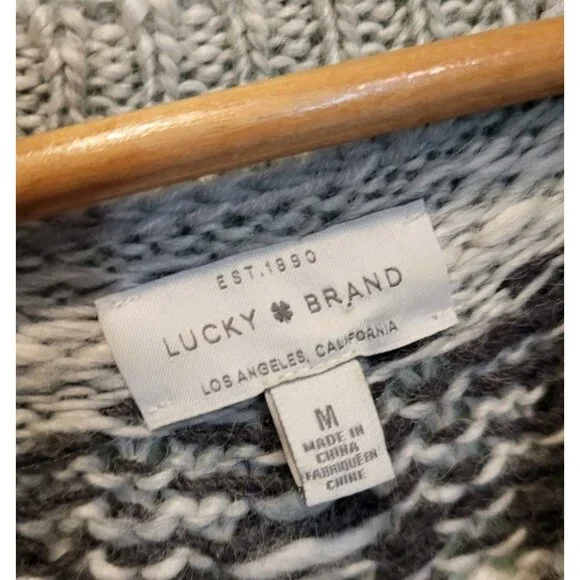 EST.1990
LUCKY BRAND
LOS ANGELES, CALIFORNIA
M
MADE IN
CHINA
FABRIQUE EN
CHINE